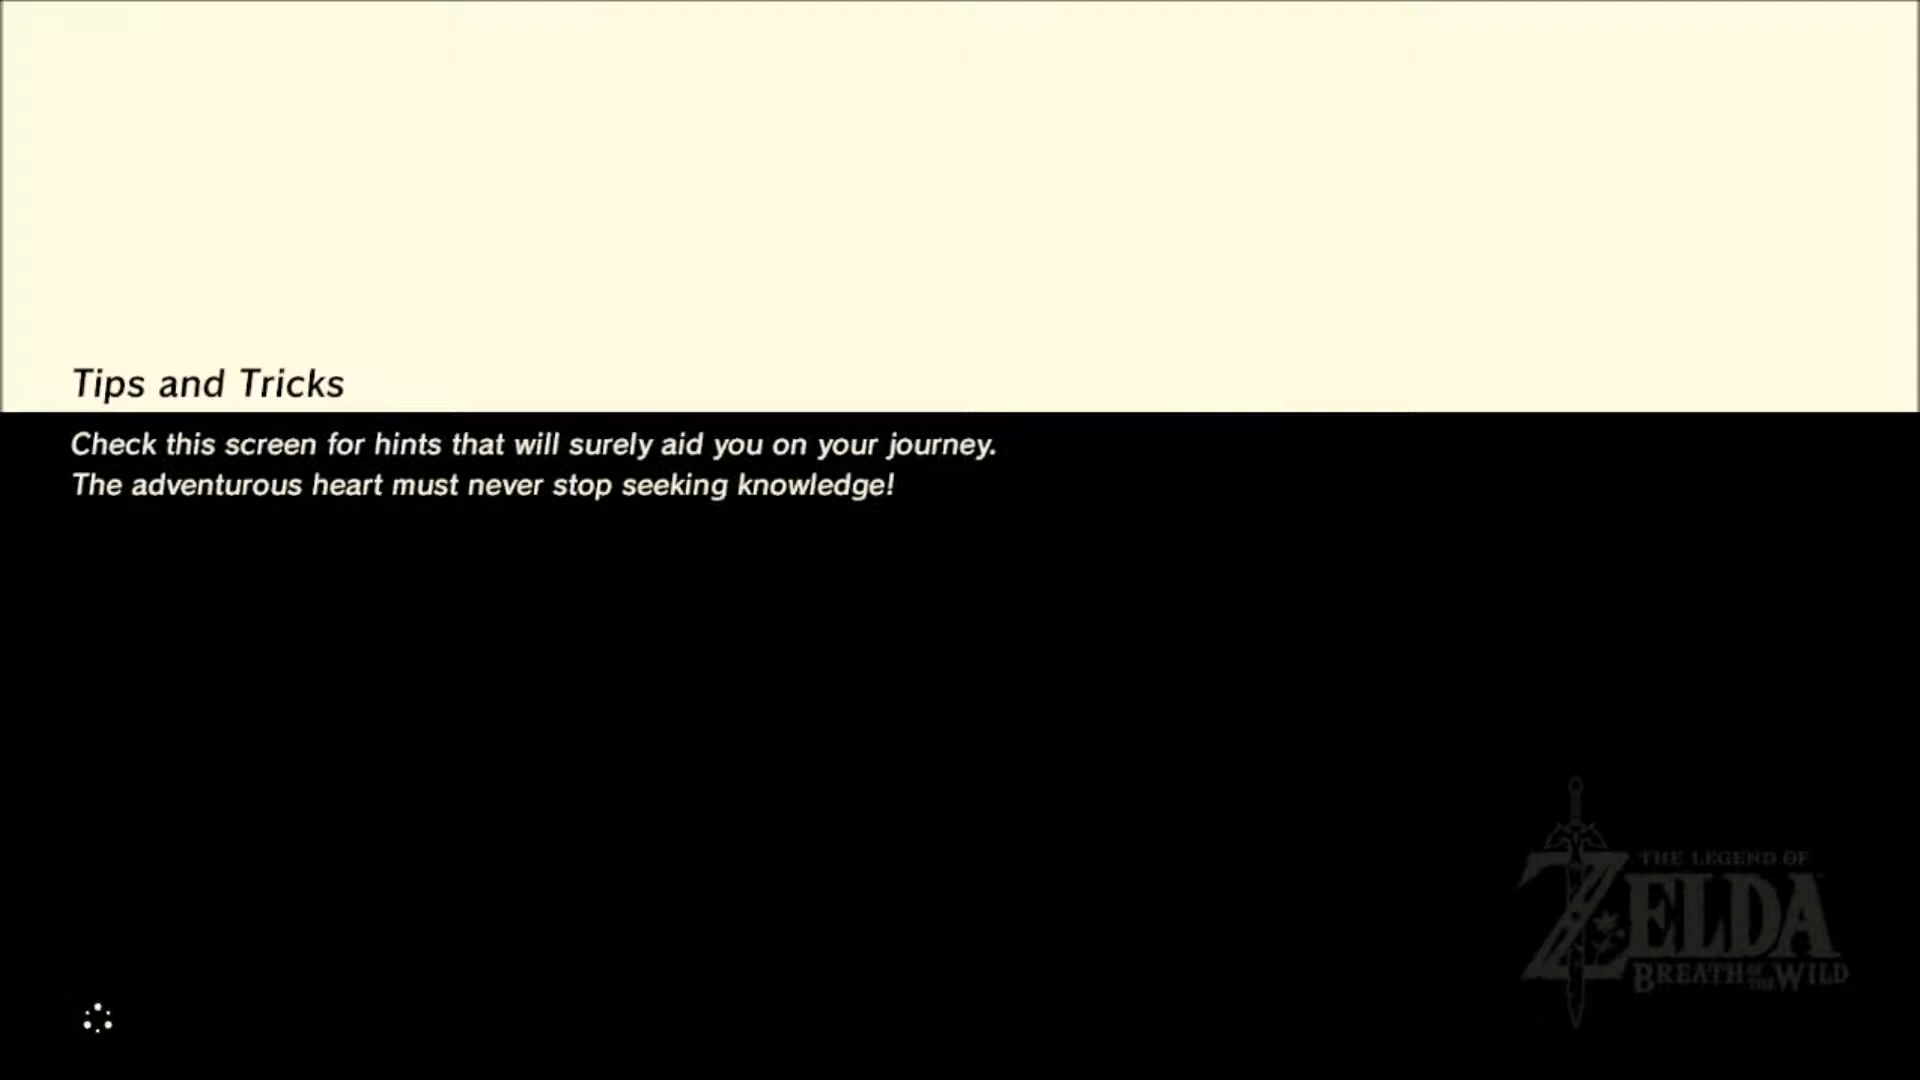 Tips and Tricks
Check this screen for hints that will surely aid you on your journey.
The adventurous heart must never stop seeking knowledge!
THE LEGEND OF
ZELDA
BREATH OF THE WILD